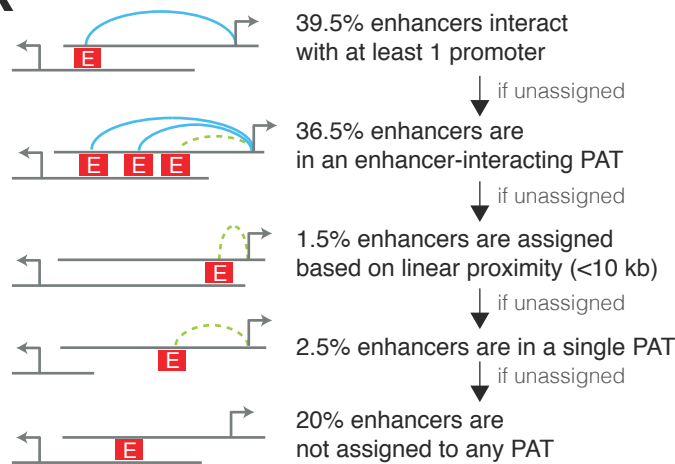 39.5% enhancers interact
with at least 1 promoter
E
if unassigned
36.5% enhancers are
in an enhancer-interacting PAT
E E E
if unassigned
1.5% enhancers are assigned
based on linear proximity (<10 kb)
E
if unassigned
2.5% enhancers are in a single PAT
E
if unassigned
20% enhancers are
not assigned to any PAT
E